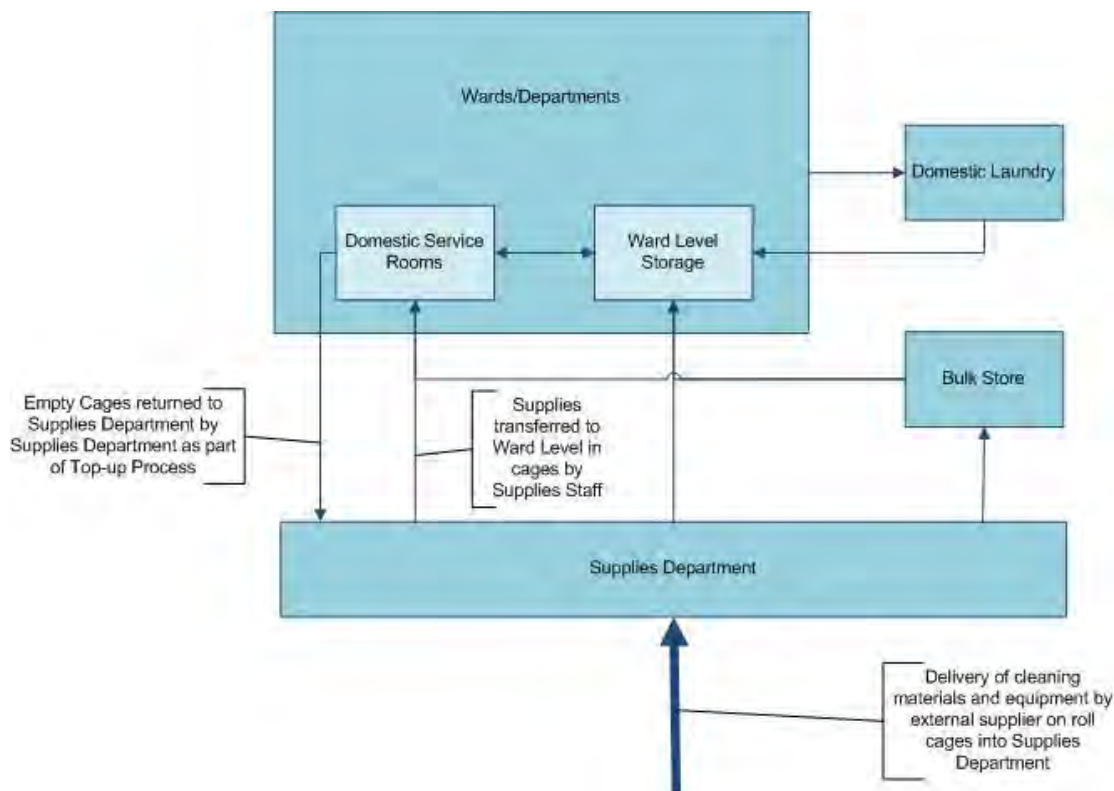 Wards/Departments
Domestic Laundry
Domestic Service
Rooms
Ward Level
Storage
Bulk Store
Empty Cages returned to
Supplies Department by
Supplies Department as part
of Top-up Process
Supplies
transferred to
Ward Level in
cages by
Supplies Staff
Supplies Department
Delivery of cleaning
materials and equipment by
external supplier on roll
cages into Supplies
Department